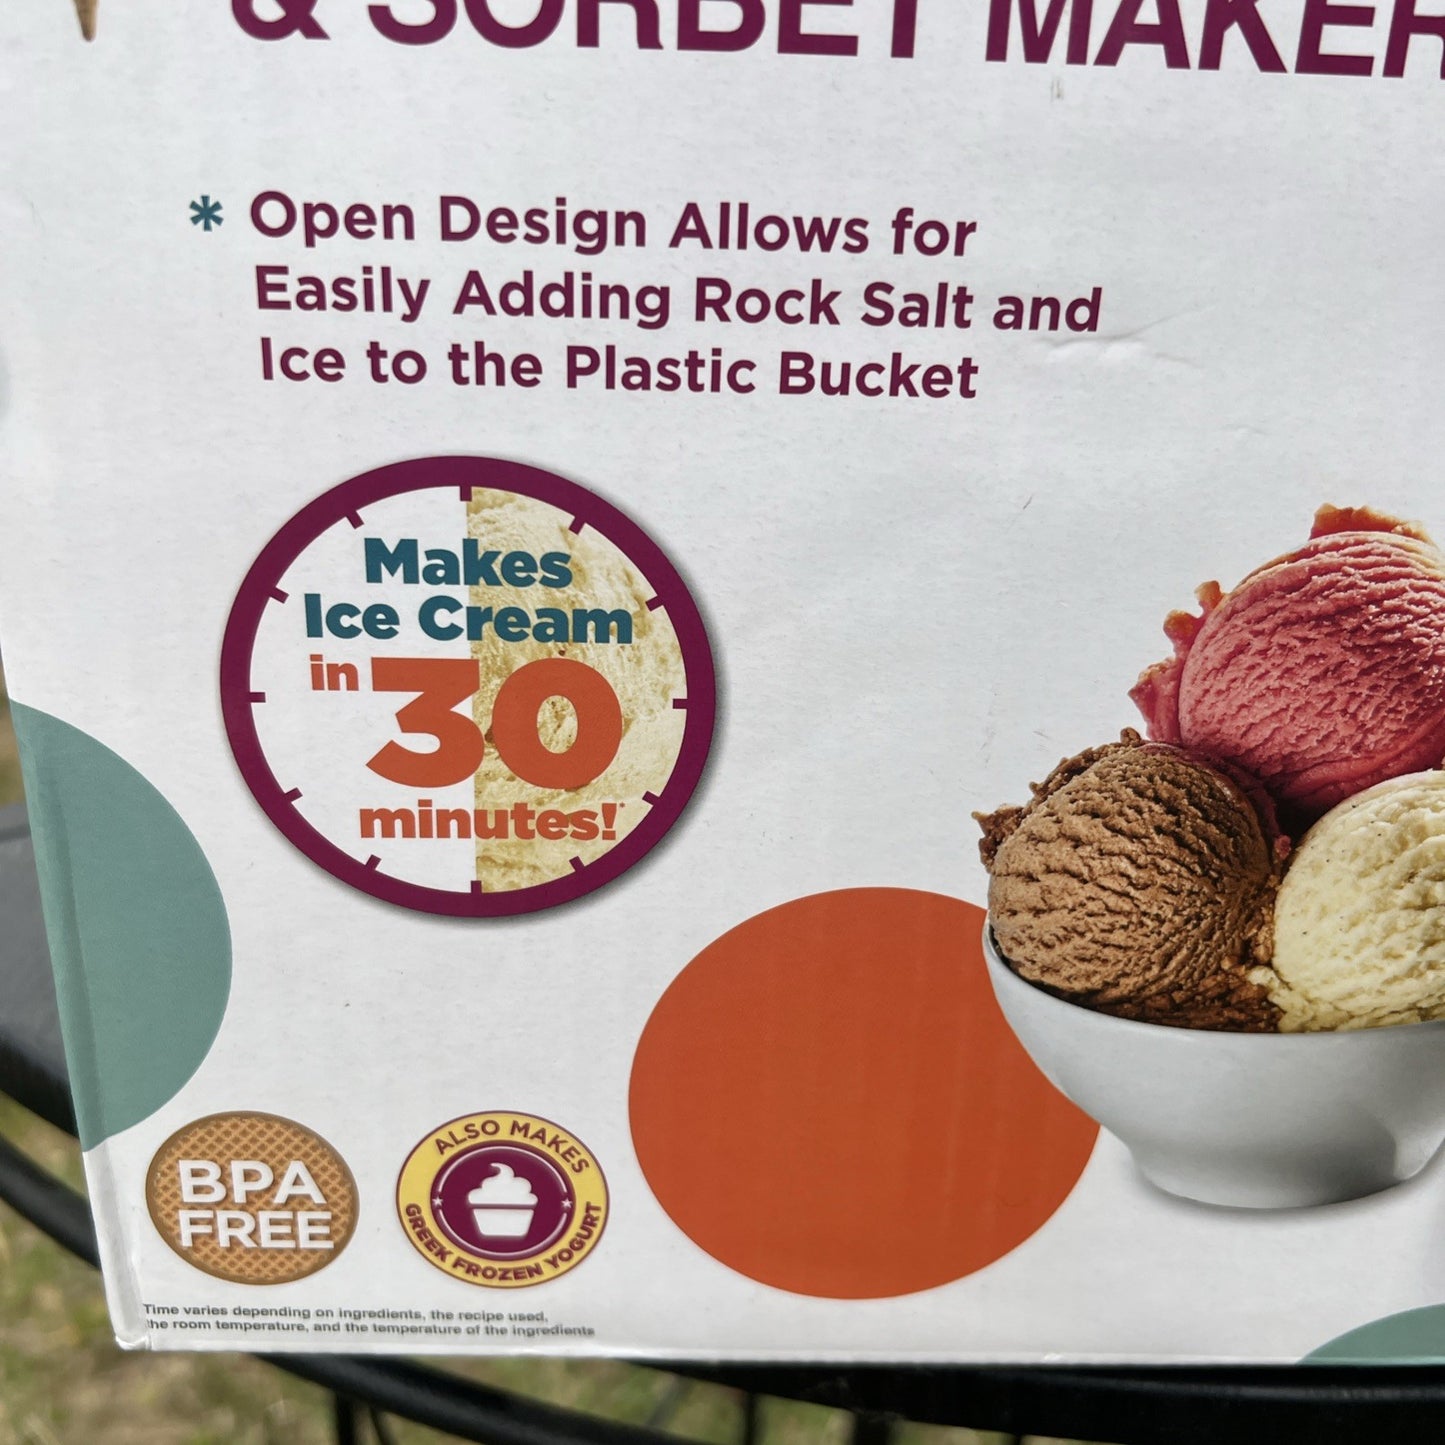 & SORBET MAKER
* Open Design Allows for
Easily Adding Rock Salt and
Ice to the Plastic Bucket
Makes
Ice Cream
in 30
minutes!*
BPA
FREE
ALSO MAKES
GREEK FROZEN YOGURT
Time varies depending on ingredients, the recipe used,
the room temperature, and the temperature of the ingredients